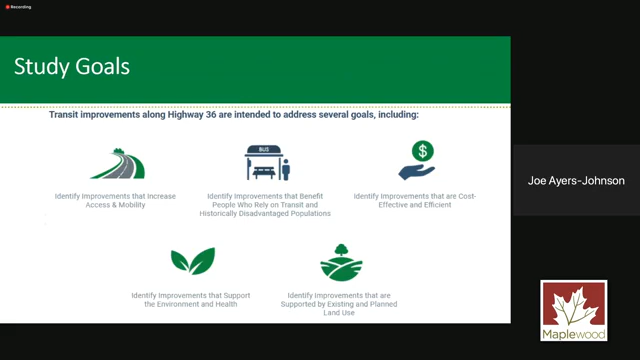 Recording
Study Goals
Transit improvements along Highway 36 are intended to address several goals, including:
BUS
$
Identify Improvements that Increase
Access & Mobility
Identify Improvements that Benefit
People Who Rely on Transit and
Historically Disadvantaged Populations
Identify Improvements that are Cost-
Effective and Efficient
Identify Improvements that Support
the Environment and Health
Identify Improvements that are
Supported by Existing and Planned
Land Use
Joe Ayers-Johnson
Maplewood